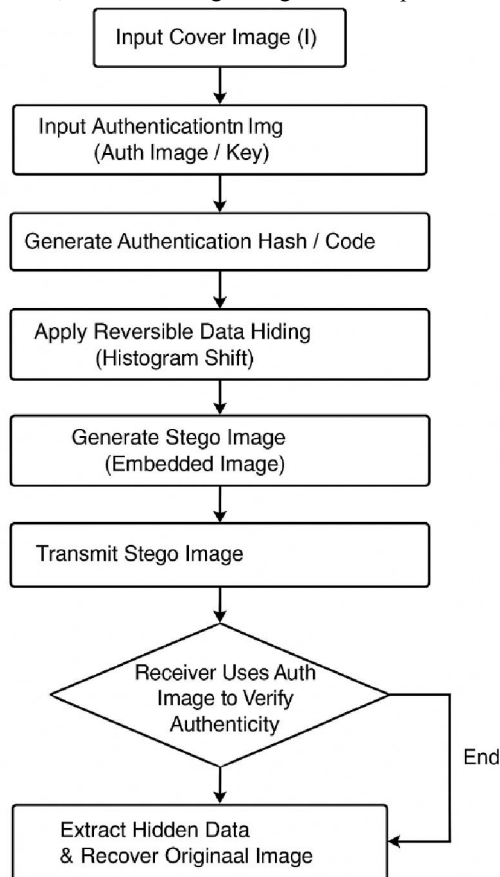 Input Cover Image (I)
Input Authenticationtn Img
(Auth Image / Key)
Generate Authentication Hash / Code
Apply Reversible Data Hiding
(Histogram Shift)
Generate Stego Image
(Embedded Image)
Transmit Stego Image
Receiver Uses Auth
Image to Verify
Authenticity
End
Extract Hidden Data
& Recover Originaal Image